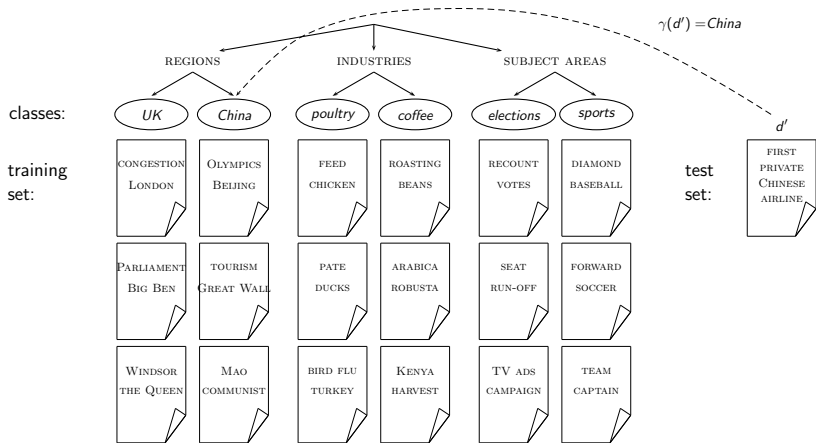 γ(d′) =China
REGIONS
INDUSTRIES
SUBJECT AREAS
classes:
UK
China
poultry
coffee
elections
sports
d′
training
set:
CONGESTION
LONDON
OLYMPICS
BEIJING
FEED
CHICKEN
ROASTING
BEANS
RECOUNT
VOTES
DIAMOND
BASEBALL
test
set:
FIRST
PRIVATE
CHINESE
AIRLINE
PARLIAMENT
BIG BEN
TOURISM
GREAT WALL
PATE
DUCKS
ARABICA
ROBUSTA
SEAT
RUN-OFF
FORWARD
SOCCER
WINDSOR
THE QUEEN
MAO
COMMUNIST
BIRD FLU
TURKEY
KENYA
HARVEST
TV ADS
CAMPAIGN
TEAM
CAPTAIN